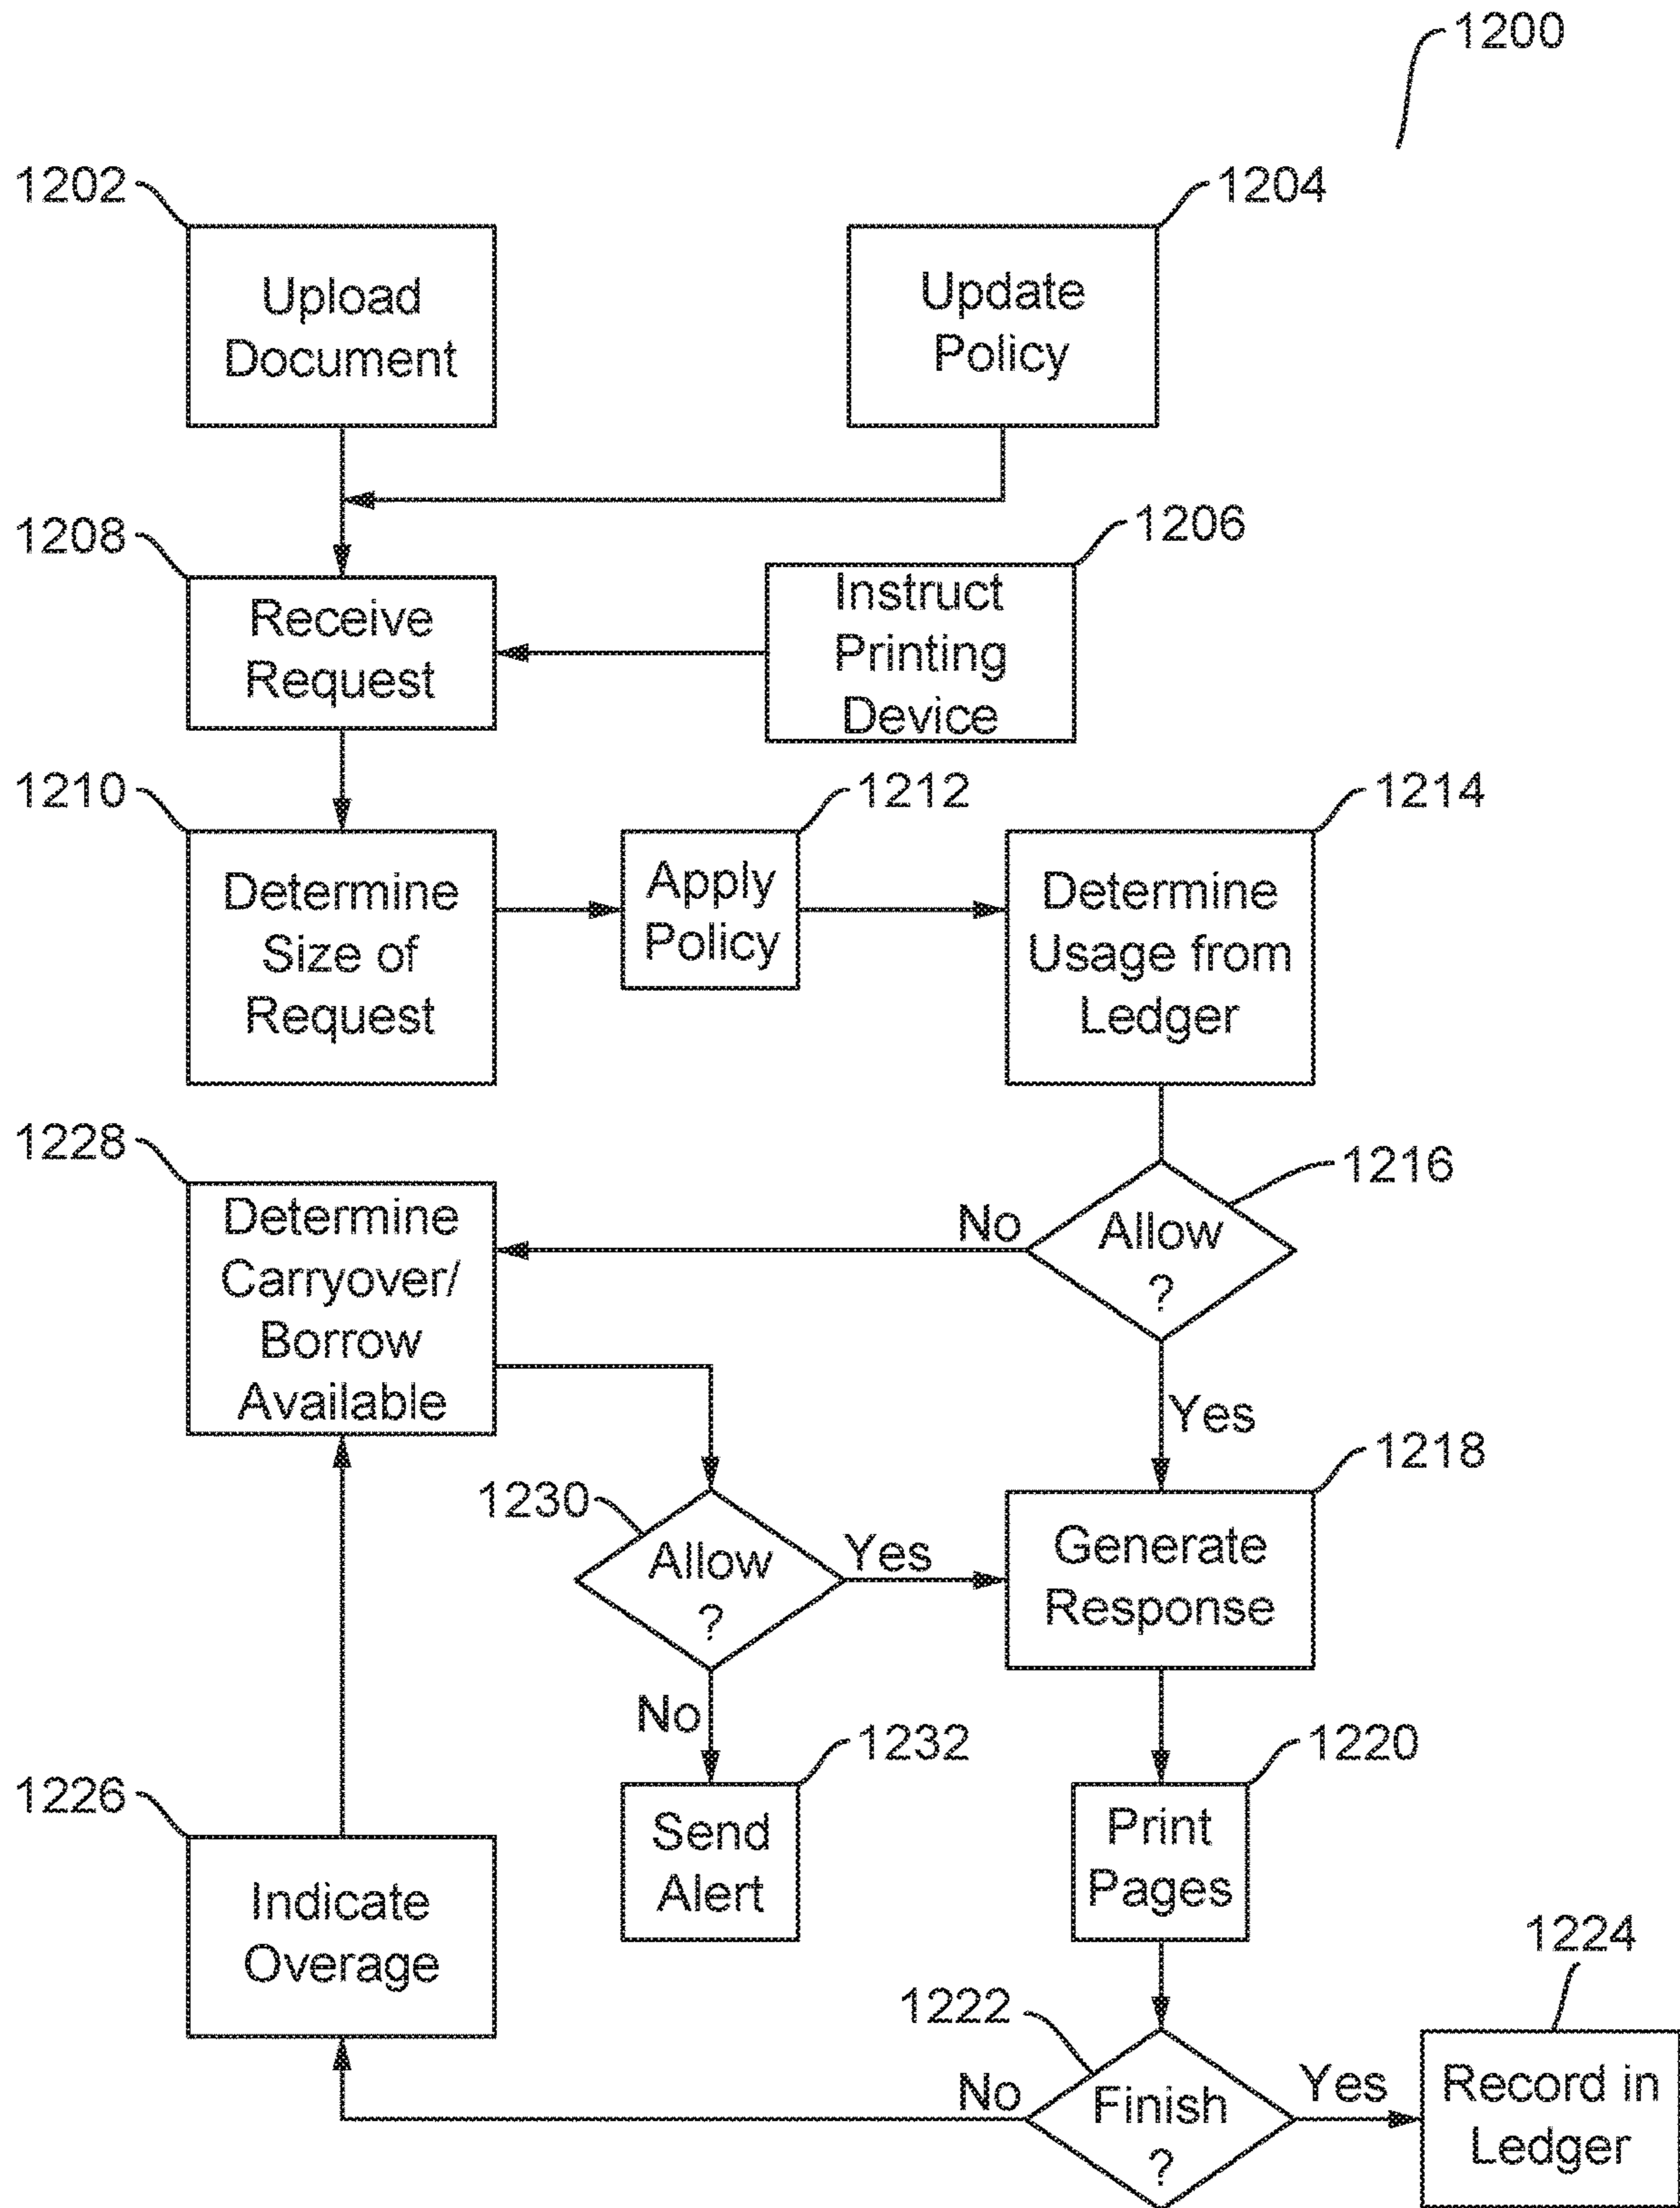 1200
1202
1204
Upload
Document
Update
Policy
1208
1206
Receive
Request
Instruct
Printing
Device
1210
1212
1214
Determine
Size of
Request
Apply
Policy
Determine
Usage from
Ledger
1228
1216
Determine
Carryover/
Borrow
Available
No
Allow
?
Yes
1230
1218
Allow
?
Yes
Generate
Response
No
1232
1220
1226
Send
Alert
Print
Pages
Indicate
Overage
1224
1222
No
Finish
?
Yes
Record in
Ledger